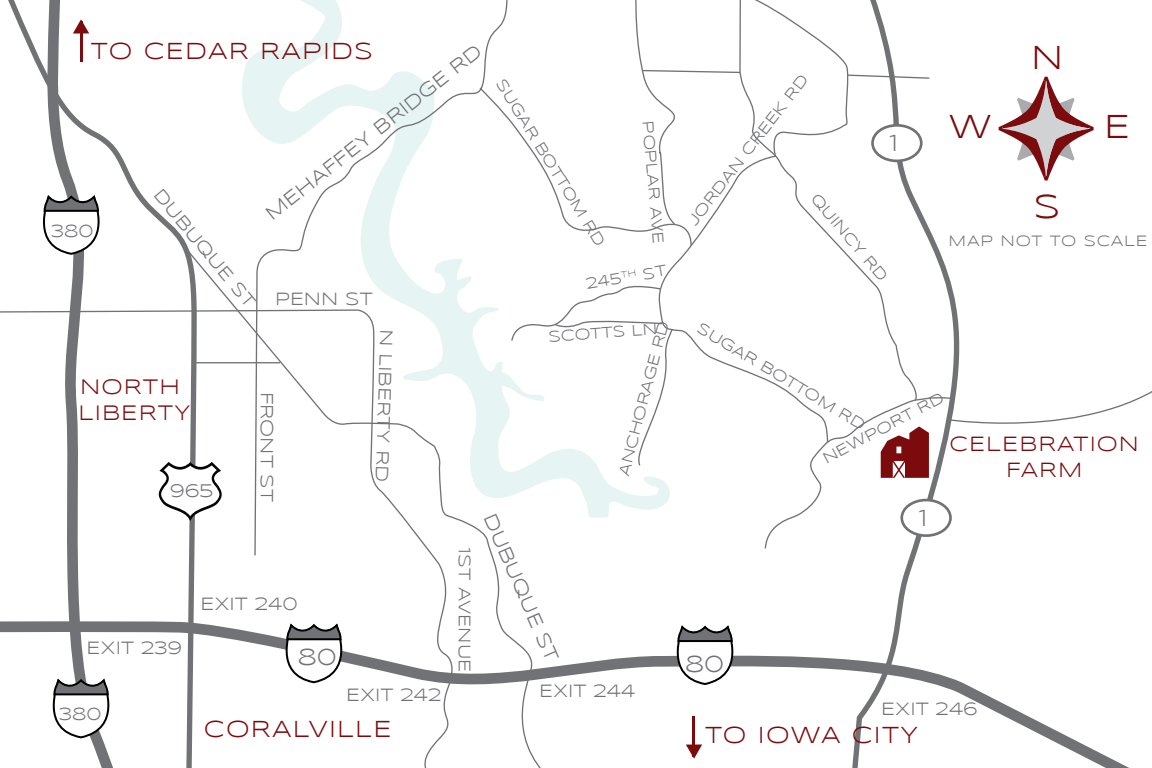 TO CEDAR RAPIDS
MEHAFFEY BRIDGE RD
SUGAR BOTTOM RD
POPLAR AVE
JORDAN CREEK RD
1
N
W
E
S
MAP NOT TO SCALE
380
DUBUQUE ST
QUINCY RD
245TH ST
PENN ST
SCOTTS LN
N LIBERTY RD
ANCHORAGE RD
SUGAR BOTTOM RD
NEWPORT RD
NORTH
LIBERTY
FRONT ST
CELEBRATION
FARM
965
1
DUBUQUE ST
1ST AVENUE
EXIT 240
EXIT 239
80
80
EXIT 242
EXIT 244
EXIT 246
380
CORALVILLE
TO IOWA CITY